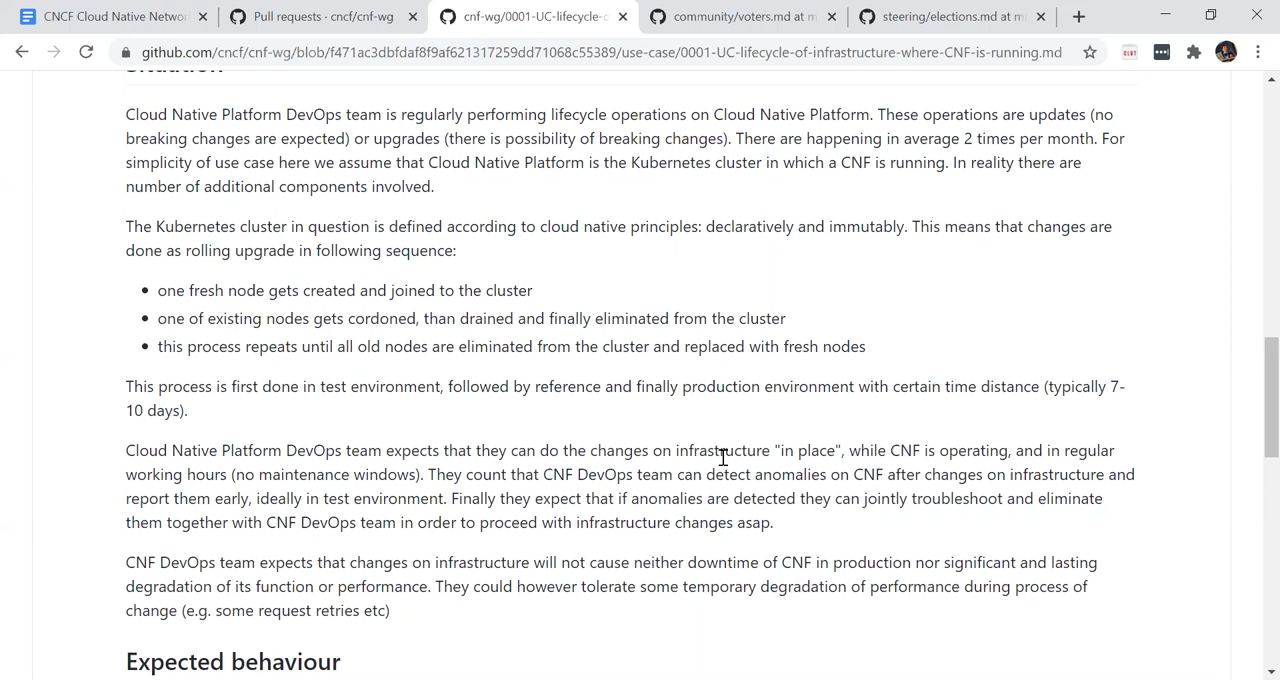 CNCF Cloud Native Netwo
Pull requests · cncf/cnf-wg
cnf-wg/0001-UC-lifecycle-o
community/voters.md at m
steering/elections.md at m
github.com/cncf/cnf-wg/blob/f471ac3dbfdaf8f9af621317259dd71068c55389/use-case/0001-UC-lifecycle-of-infrastructure-where-CNF-is-running.md
Situation
Cloud Native Platform DevOps team is regularly performing lifecycle operations on Cloud Native Platform. These operations are updates (no
breaking changes are expected) or upgrades (there is possibility of breaking changes). There are happening in average 2 times per month. For
simplicity of use case here we assume that Cloud Native Platform is the Kubernetes cluster in which a CNF is running. In reality there are
number of additional components involved.
The Kubernetes cluster in question is defined according to cloud native principles: declaratively and immutably. This means that changes are
done as rolling upgrade in following sequence:
one fresh node gets created and joined to the cluster
one of existing nodes gets cordoned, than drained and finally eliminated from the cluster
this process repeats until all old nodes are eliminated from the cluster and replaced with fresh nodes
This process is first done in test environment, followed by reference and finally production environment with certain time distance (typically 7-
10 days).
Cloud Native Platform DevOps team expects that they can do the changes on infrastructure "in place", while CNF is operating, and in regular
working hours (no maintenance windows). They count that CNF DevOps team can detect anomalies on CNF after changes on infrastructure and
report them early, ideally in test environment. Finally they expect that if anomalies are detected they can jointly troubleshoot and eliminate
them together with CNF DevOps team in order to proceed with infrastructure changes asap.
CNF DevOps team expects that changes on infrastructure will not cause neither downtime of CNF in production nor significant and lasting
degradation of its function or performance. They could however tolerate some temporary degradation of performance during process of
change (e.g. some request retries etc)
Expected behaviour